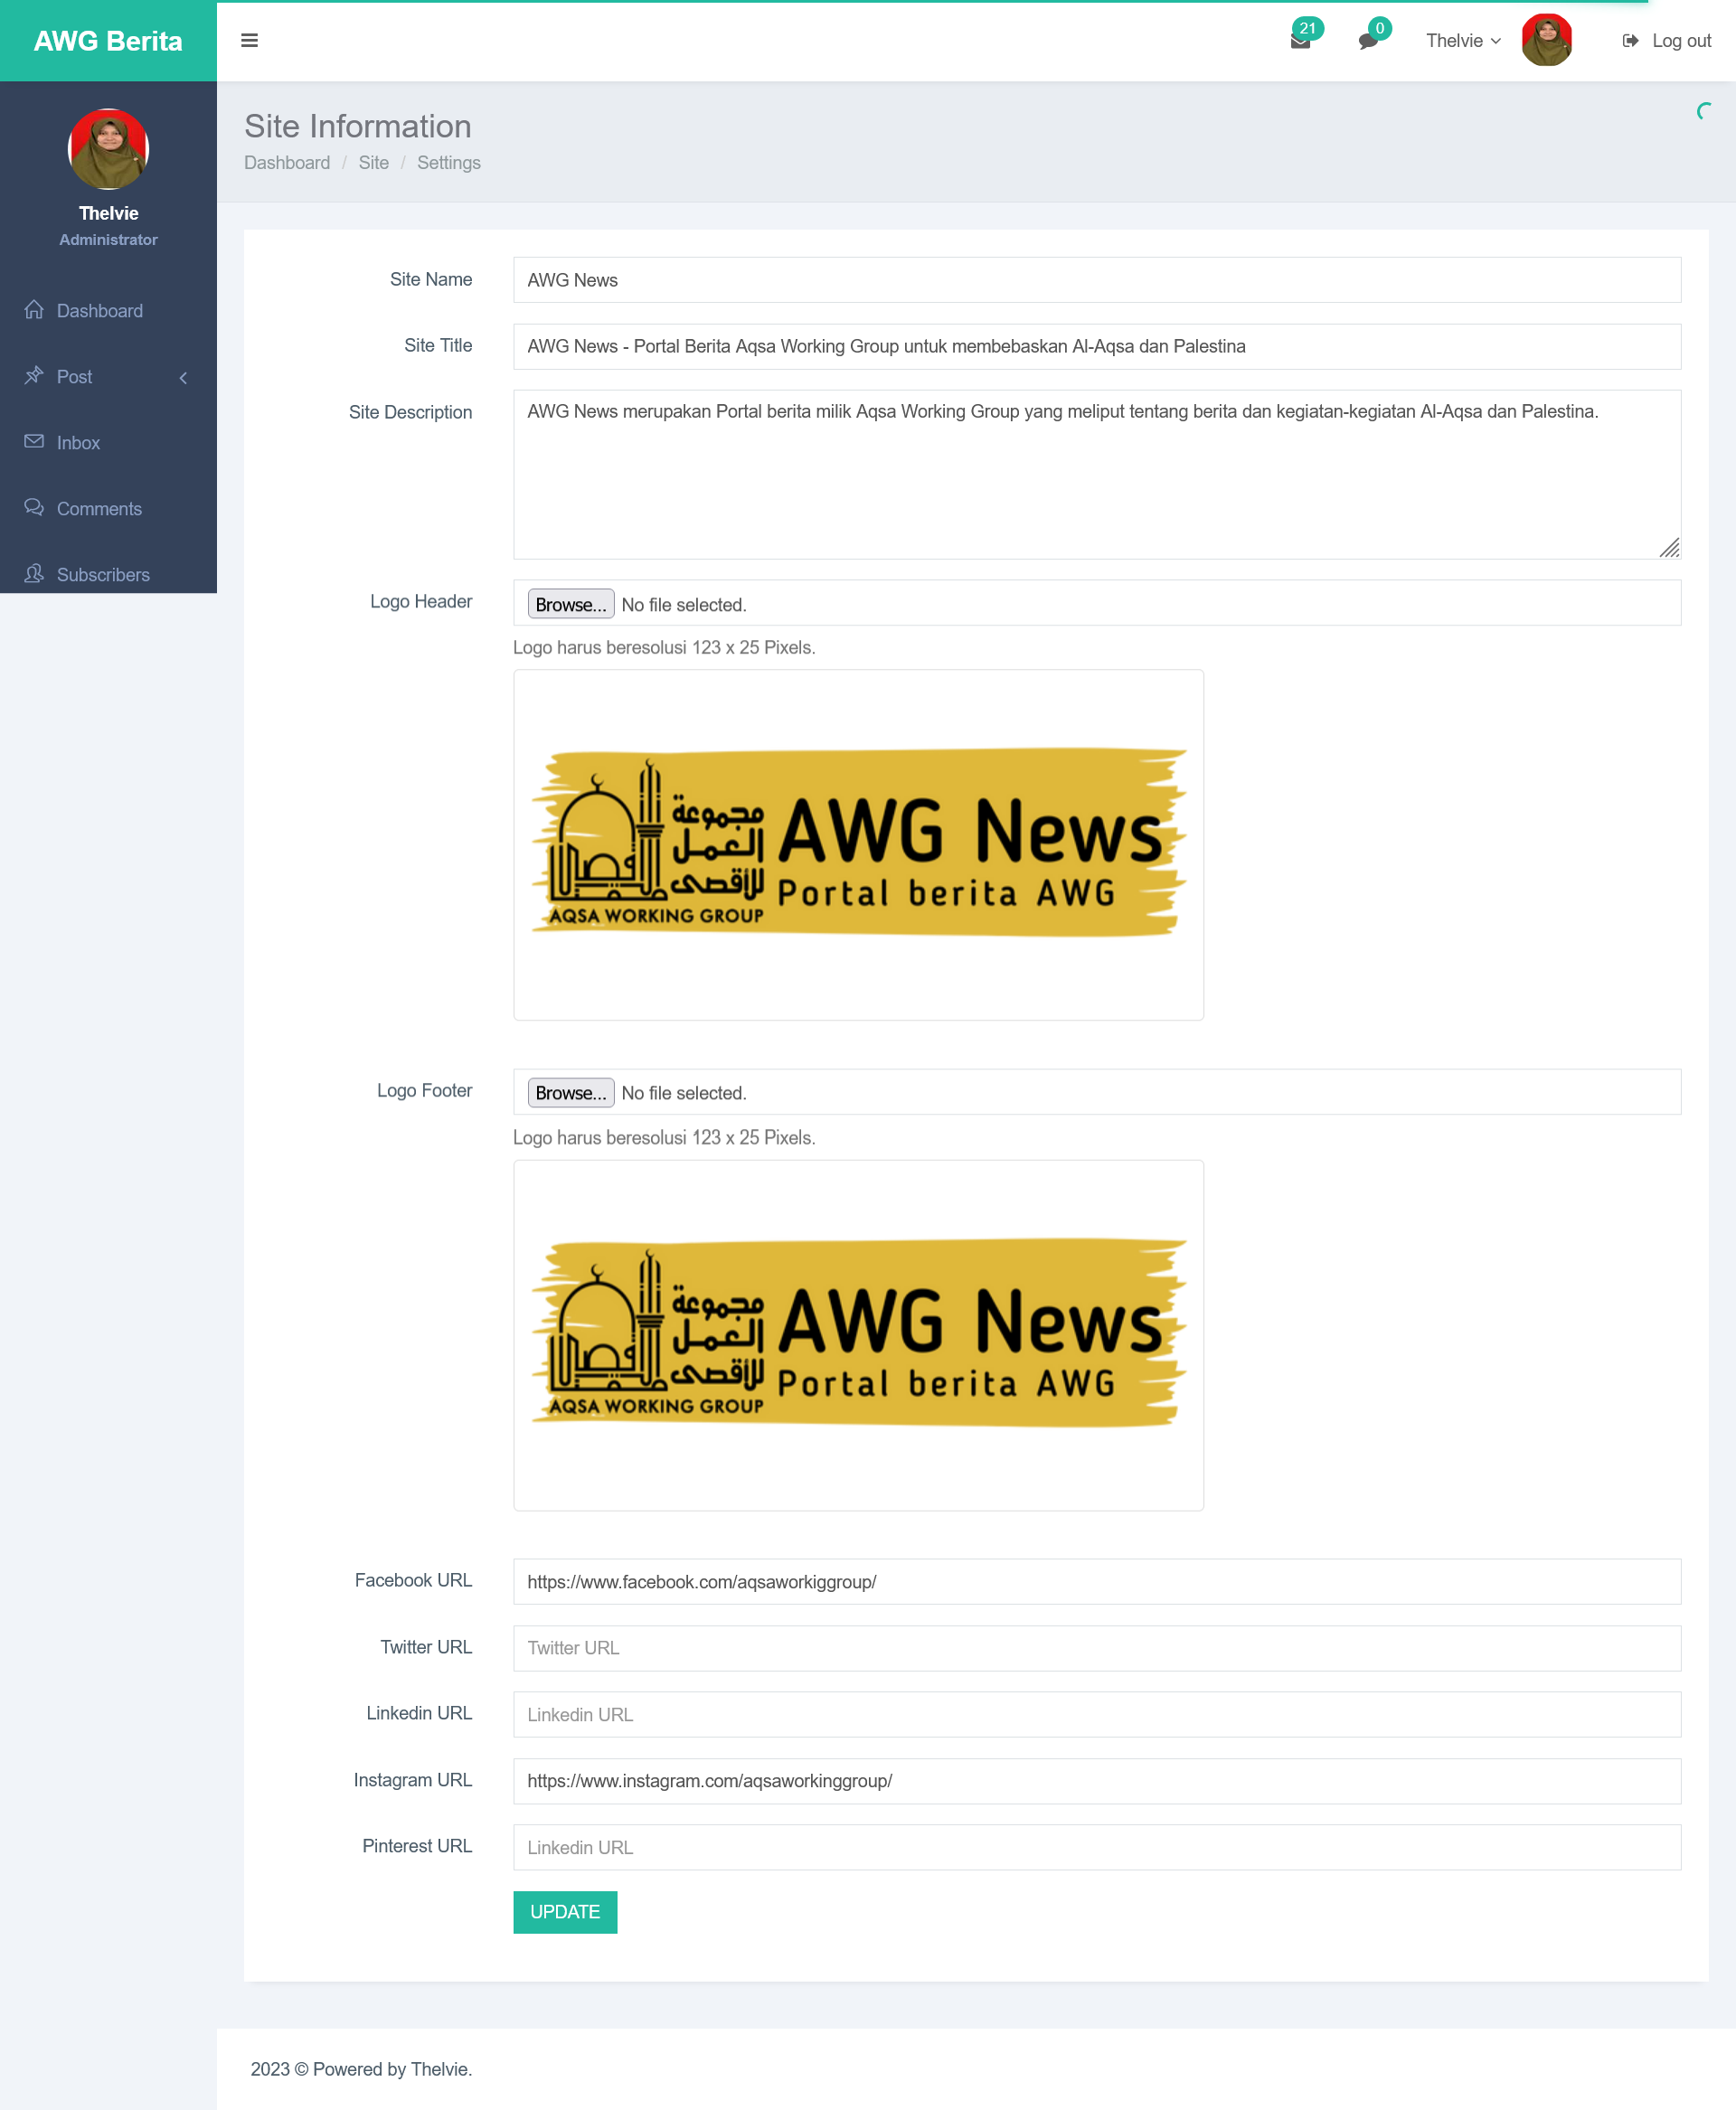 AWG Berita
21
0
Thelvie
Log out
Thelvie
Administrator
Dashboard
Post
Inbox
Comments
Subscribers
Site Information
Dashboard / Site / Settings
Site Name
AWG News
Site Title
AWG News - Portal Berita Aqsa Working Group untuk membebaskan Al-Aqsa dan Palestina
Site Description
AWG News merupakan Portal berita milik Aqsa Working Group yang meliput tentang berita dan kegiatan-kegiatan Al-Aqsa dan Palestina.
Logo Header
Browse... No file selected.
Logo harus beresolusi 123 x 25 Pixels.
مجموعة
العمل
للأقصى
AQSA WORKING GROUP
AWG News
Portal berita AWG
Logo Footer
Browse... No file selected.
Logo harus beresolusi 123 x 25 Pixels.
مجموعة
العمل
للأقصى
AQSA WORKING GROUP
AWG News
Portal berita AWG
Facebook URL
https://www.facebook.com/aqsaworkiggroup/
Twitter URL
Twitter URL
Linkedin URL
Linkedin URL
Instagram URL
https://www.instagram.com/aqsaworkinggroup/
Pinterest URL
Linkedin URL
UPDATE
2023 © Powered by Thelvie.